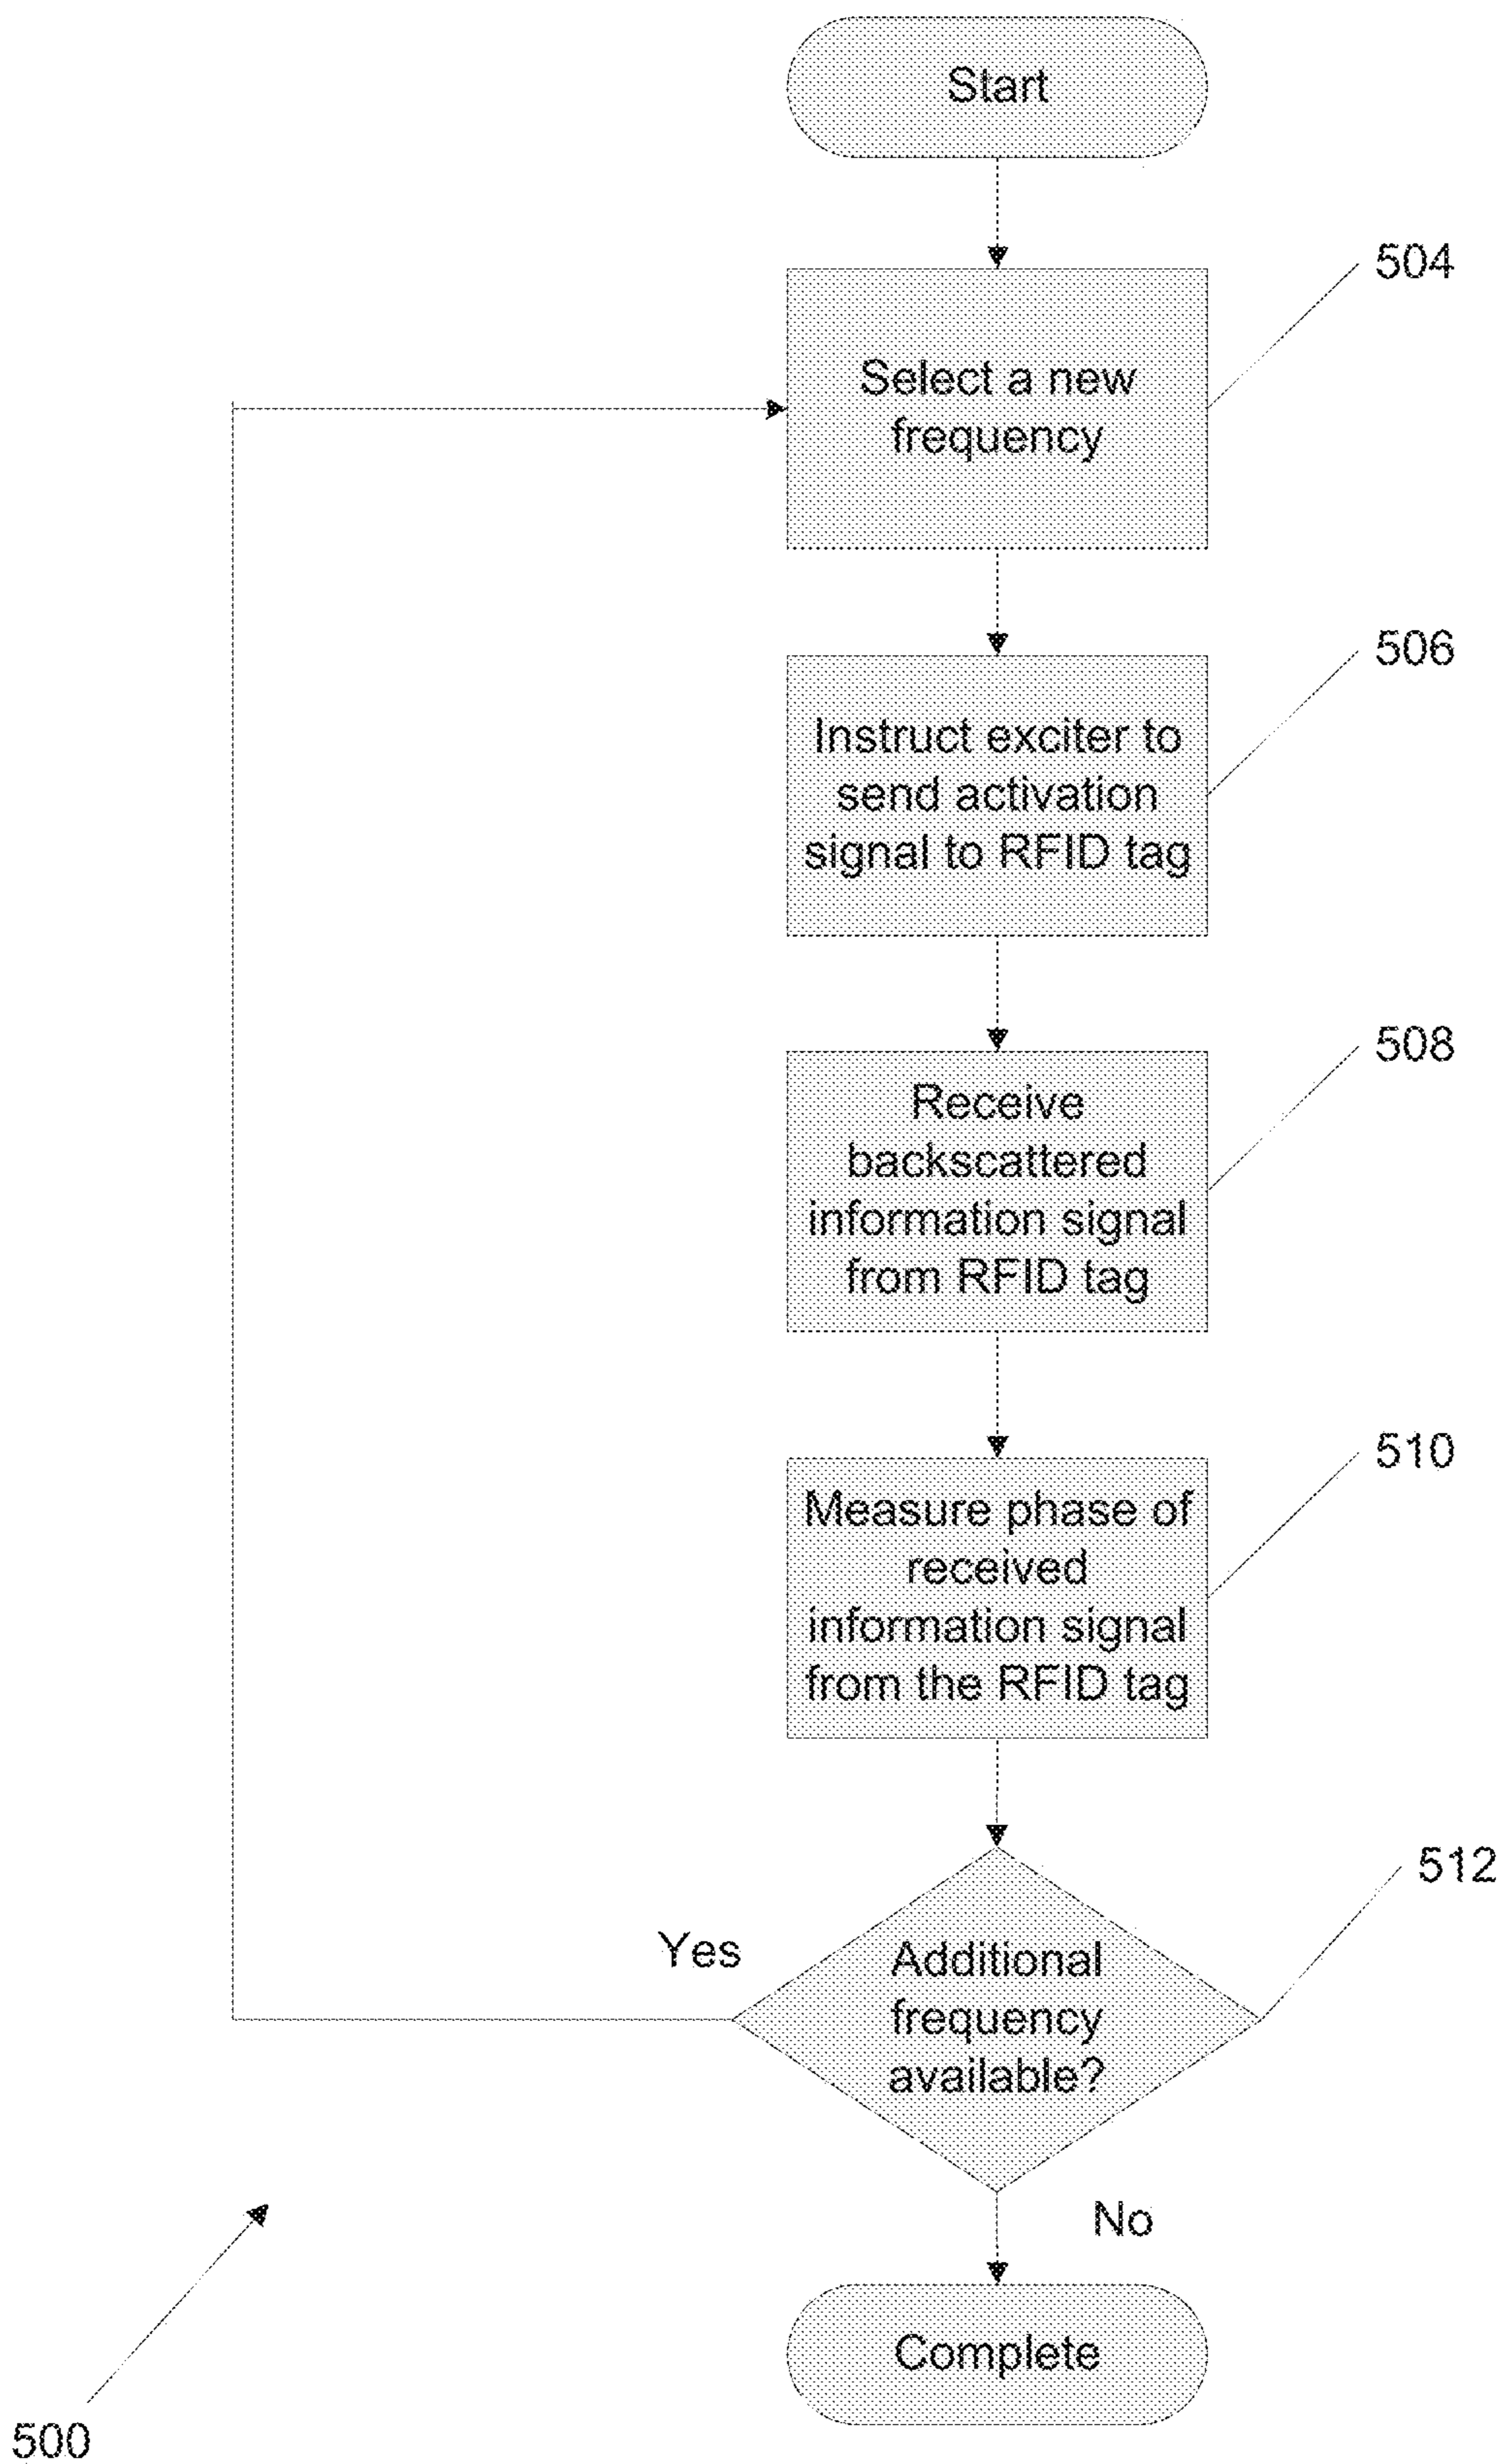 Start
504
Select a new
frequency
506
Instruct exciter to
send activation
signal to RFID tag
508
Receive
backscattered
information signal
from RFID tag
510
Measure phase of
received
information signal
from the RFID tag
512
Yes
Additional
frequency
available?
No
Complete
500